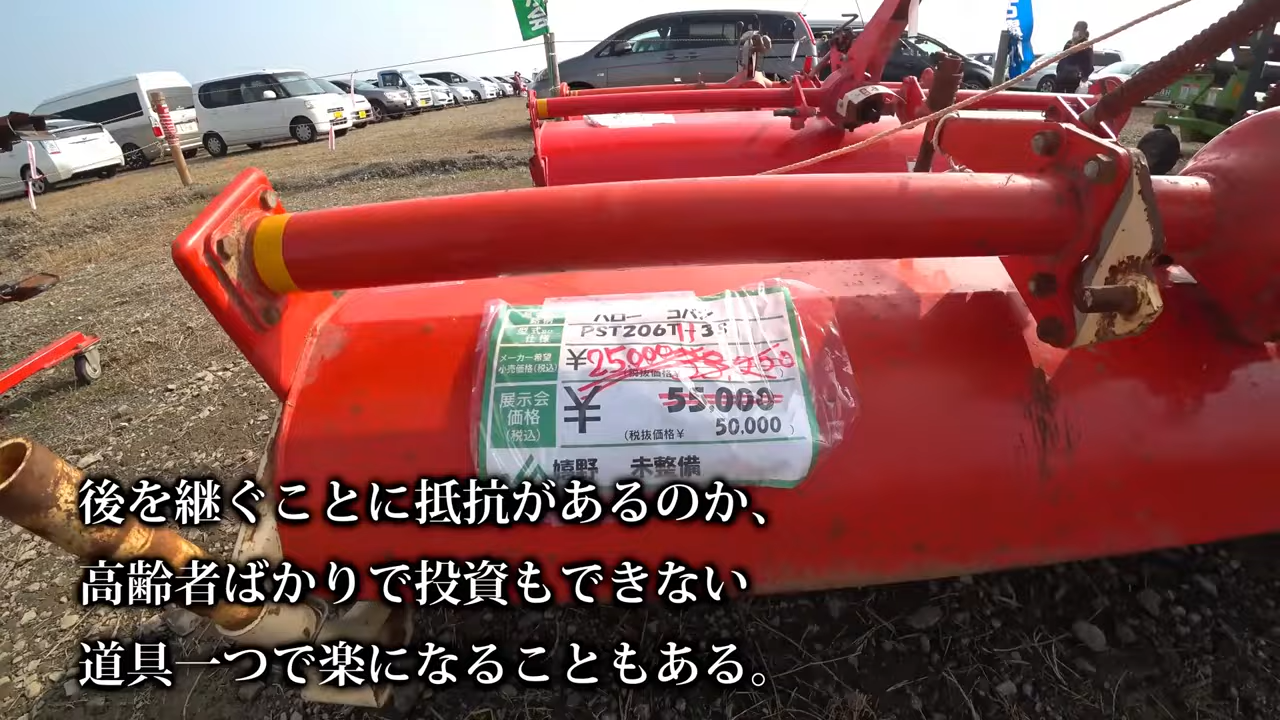 ハロー コバシ
型式・仕様
PST206T-3S
メーカー希望
小売価格(税込)
¥25000
展示会
価格
(税込)
¥ 55,000
(税抜価格¥ 50,000 )
嬉野 未整備
後を継ぐことに抵抗があるのか、
高齢者ばかりで投資もできない
道具一つで楽になることもある。